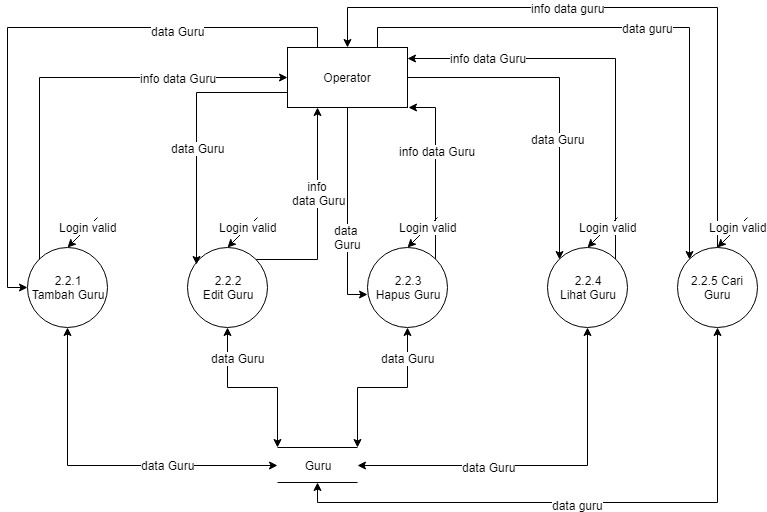 info data guru
data Guru
data guru
info data Guru
Operator
info data Guru
data Guru
info data Guru
data Guru
info
data Guru
data
Guru
Login valid
Login valid
Login valid
Login valid
Login valid
2.2.1
Tambah Guru
2.2.2
Edit Guru
2.2.3
Hapus Guru
2.2.4
Lihat Guru
2.2.5 Cari
Guru
data Guru
data Guru
data Guru
Guru
data Guru
data guru